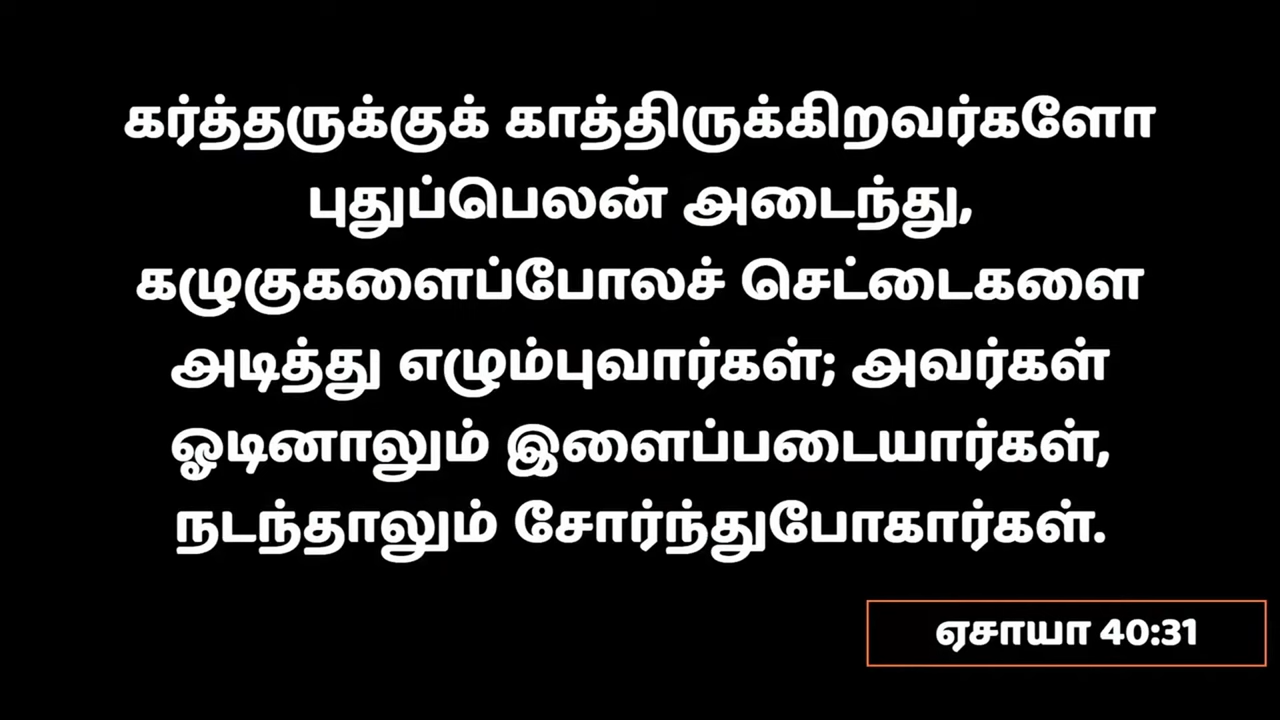 கர்த்தருக்குக் காத்திருக்கிறவர்களோ
புதுப்பெலன் அடைந்து,
கழுகுகளைப்போலச் செட்டைகளை
அடித்து எழும்புவார்கள்; அவர்கள்
ஓடினாலும் இளைப்படையார்கள்,
நடந்தாலும் சோர்ந்துபோகார்கள்.
ஏசாயா 40:31